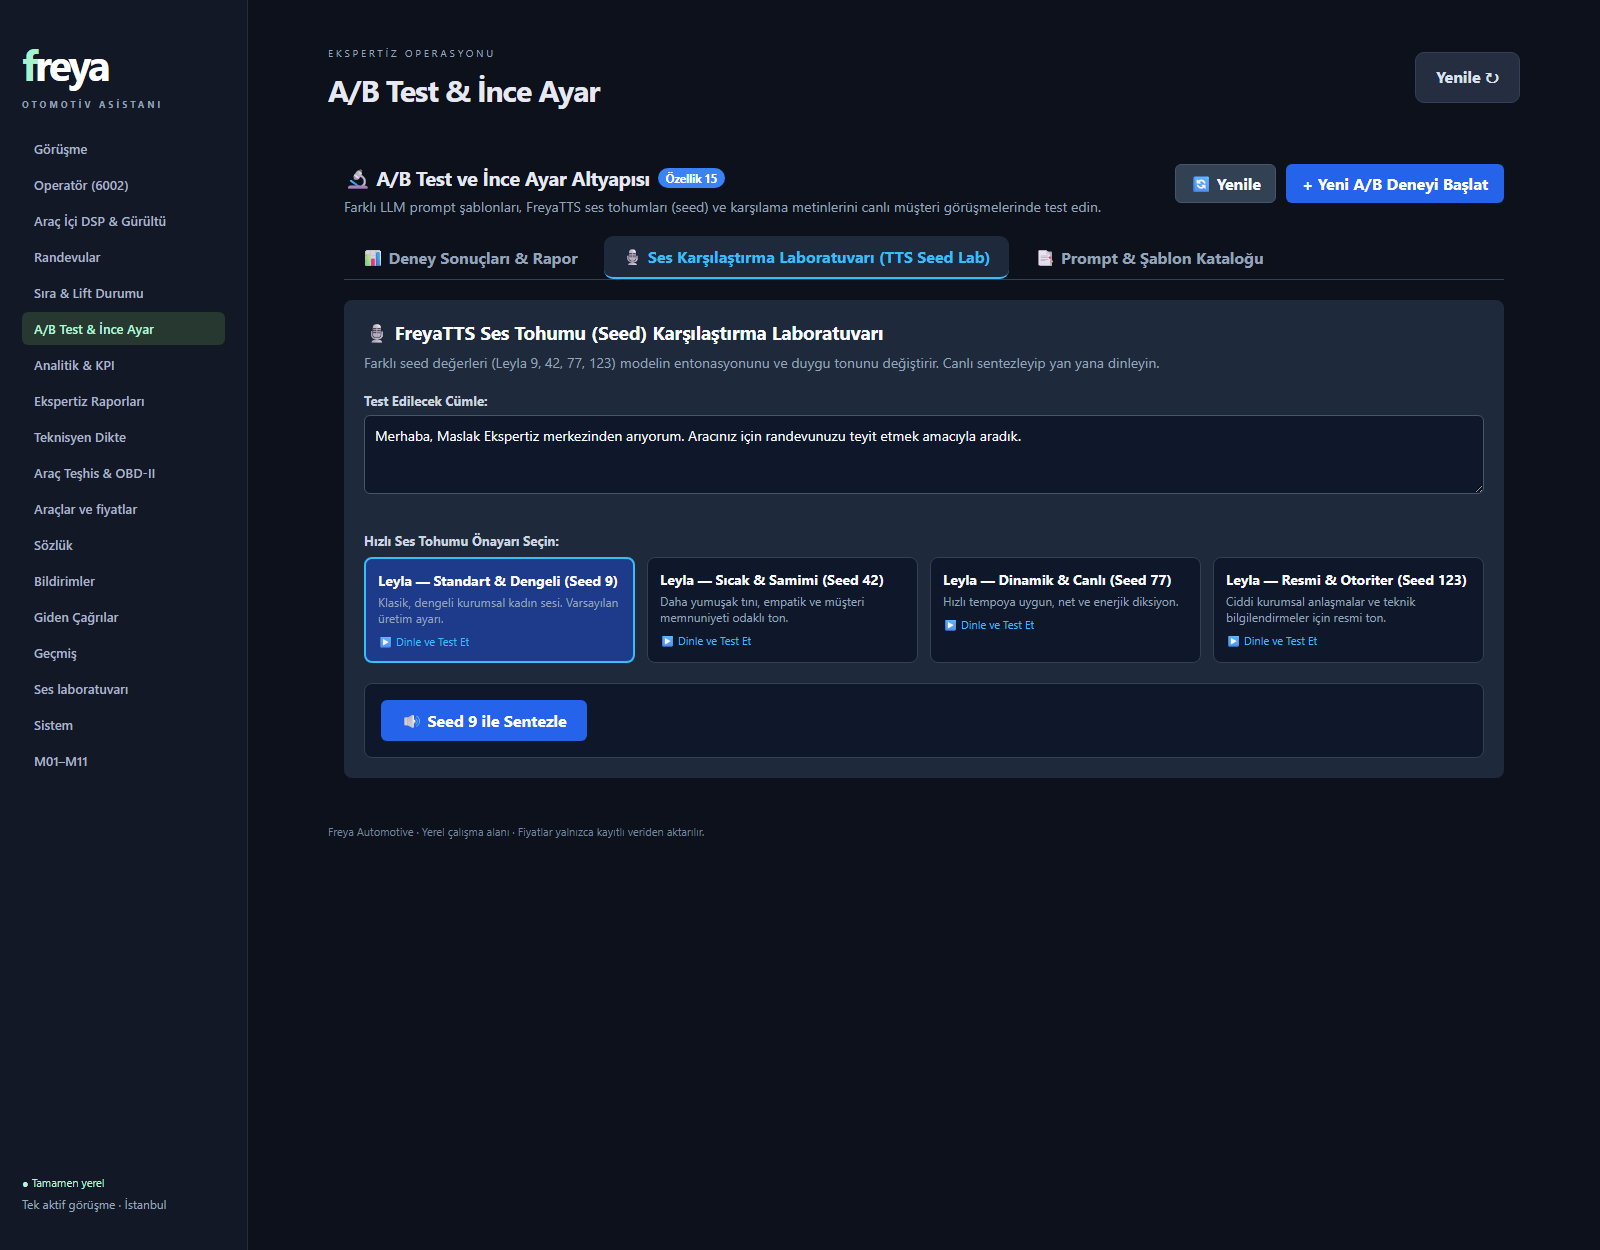 freya
OTOMOTİV ASİSTANI
Görüşme
Operatör (6002)
Araç İçi DSP & Gürültü
Randevular
Sıra & Lift Durumu
A/B Test & İnce Ayar
Analitik & KPI
Ekspertiz Raporları
Teknisyen Dikte
Araç Teşhis & OBD-II
Araçlar ve fiyatlar
Sözlük
Bildirimler
Giden Çağrılar
Geçmiş
Ses laboratuvarı
Sistem
M01–M11
● Tamamen yerel
Tek aktif görüşme · İstanbul
EKSPERTİZ OPERASYONU
A/B Test & İnce Ayar
Yenile ↻
A/B Test ve İnce Ayar Altyapısı Özellik 15
Farklı LLM prompt şablonları, FreyaTTS ses tohumları (seed) ve karşılama metinlerini canlı müşteri görüşmelerinde test edin.
Yenile
+ Yeni A/B Deneyi Başlat
Deney Sonuçları & Rapor
Ses Karşılaştırma Laboratuvarı (TTS Seed Lab)
Prompt & Şablon Kataloğu
FreyaTTS Ses Tohumu (Seed) Karşılaştırma Laboratuvarı
Farklı seed değerleri (Leyla 9, 42, 77, 123) modelin entonasyonunu ve duygu tonunu değiştirir. Canlı sentezleyip yan yana dinleyin.
Test Edilecek Cümle:
Merhaba, Maslak Ekspertiz merkezinden arıyorum. Aracınız için randevunuzu teyit etmek amacıyla aradık.
Hızlı Ses Tohumu Önayarı Seçin:
Leyla — Standart & Dengeli (Seed 9)
Klasik, dengeli kurumsal kadın sesi. Varsayılan
üretim ayarı.
Dinle ve Test Et
Leyla — Sıcak & Samimi (Seed 42)
Daha yumuşak tını, empatik ve müşteri
memnuniyeti odaklı ton.
Dinle ve Test Et
Leyla — Dinamik & Canlı (Seed 77)
Hızlı tempoya uygun, net ve enerjik diksiyon.
Dinle ve Test Et
Leyla — Resmi & Otoriter (Seed 123)
Ciddi kurumsal anlaşmalar ve teknik
bilgilendirmeler için resmi ton.
Dinle ve Test Et
Seed 9 ile Sentezle
Freya Automotive · Yerel çalışma alanı · Fiyatlar yalnızca kayıtlı veriden aktarılır.